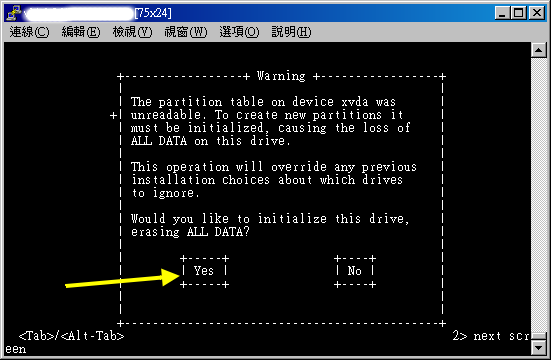 [75x24]
連線(C) 編輯(E) 檢視(V) 視窗(W) 選項(O) 說明(H)
Warning
The partition table on device xvda was
unreadable. To create new partitions it
must be initialized, causing the loss of
ALL DATA on this drive.
This operation will override any previous
installation choices about which drives
to ignore.
Would you like to initialize this drive,
erasing ALL DATA?
Yes No
<Tab>/<Alt-Tab> 2> next scr
een